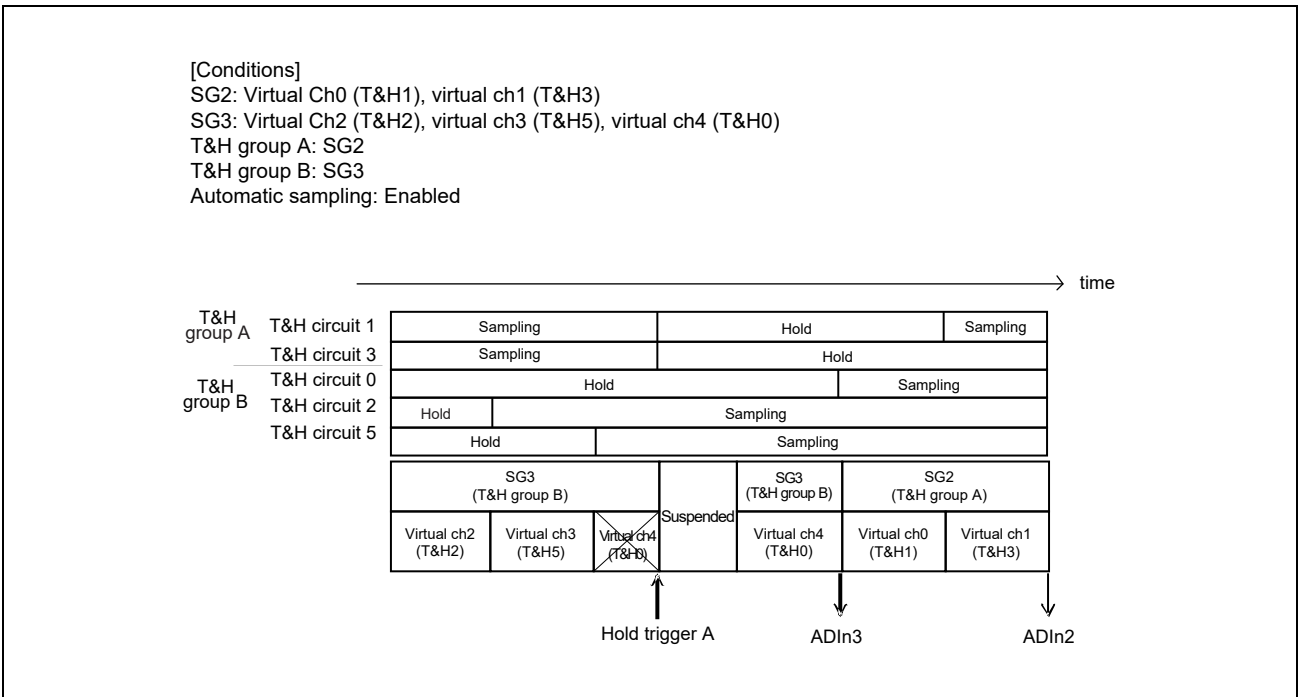 [Conditions]
SG2: Virtual Ch0 (T&H1), virtual ch1 (T&H3)
SG3: Virtual Ch2 (T&H2), virtual ch3 (T&H5), virtual ch4 (T&H0)
T&H group A: SG2
T&H group B: SG3
Automatic sampling: Enabled
time
T&H
group A
T&H circuit 1
Sampling
Hold
Sampling
T&H circuit 3
Sampling
Hold
T&H
group B
T&H circuit 0
Hold
Sampling
T&H circuit 2
Hold
Sampling
T&H circuit 5
Hold
Sampling
SG3
(T&H group B)
Suspended
SG3
(T&H group B)
SG2
(T&H group A)
Virtual ch2
(T&H2)
Virtual ch3
(T&H5)
Virtual ch4
(T&H0)
Virtual ch4
(T&H0)
Virtual ch0
(T&H1)
Virtual ch1
(T&H3)
Hold trigger A
ADIn3
ADIn2